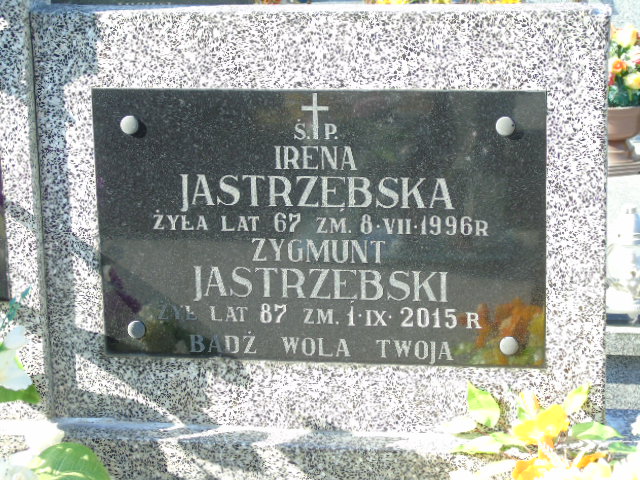 Ś. P.
IRENA
JASTRZĘBSKA
ŻYŁA LAT 67 ZM. 8·VII·1996 R
ZYGMUNT
JASTRZĘBSKI
ŻYŁ LAT 87 ZM. 1·IX·2015 R
BĄDŹ WOLA TWOJA